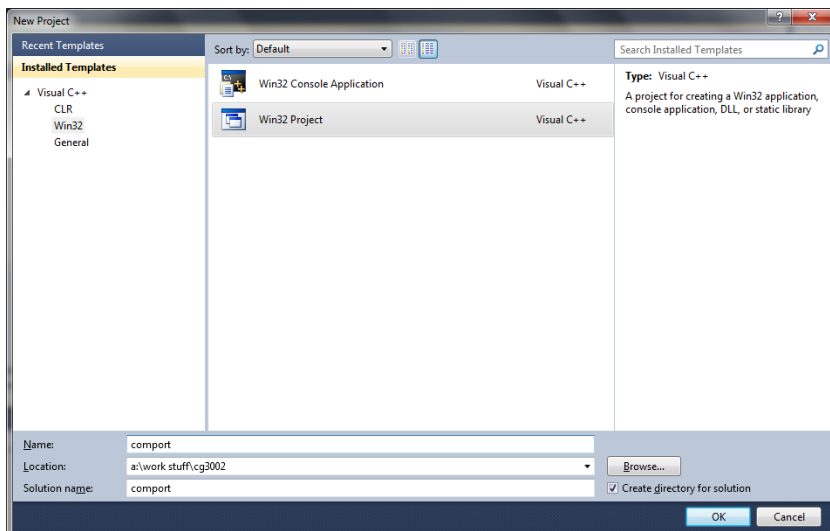 New Project
Recent Templates
Installed Templates
Visual C++
CLR
Win32
General
Sort by: Default
Win32 Console Application Visual C++
Win32 Project Visual C++
Search Installed Templates
Type: Visual C++
A project for creating a Win32 application,
console application, DLL, or static library
Name: comport
Location: a:\work stuff\cg3002
Browse...
Solution name: comport
Create directory for solution
OK Cancel